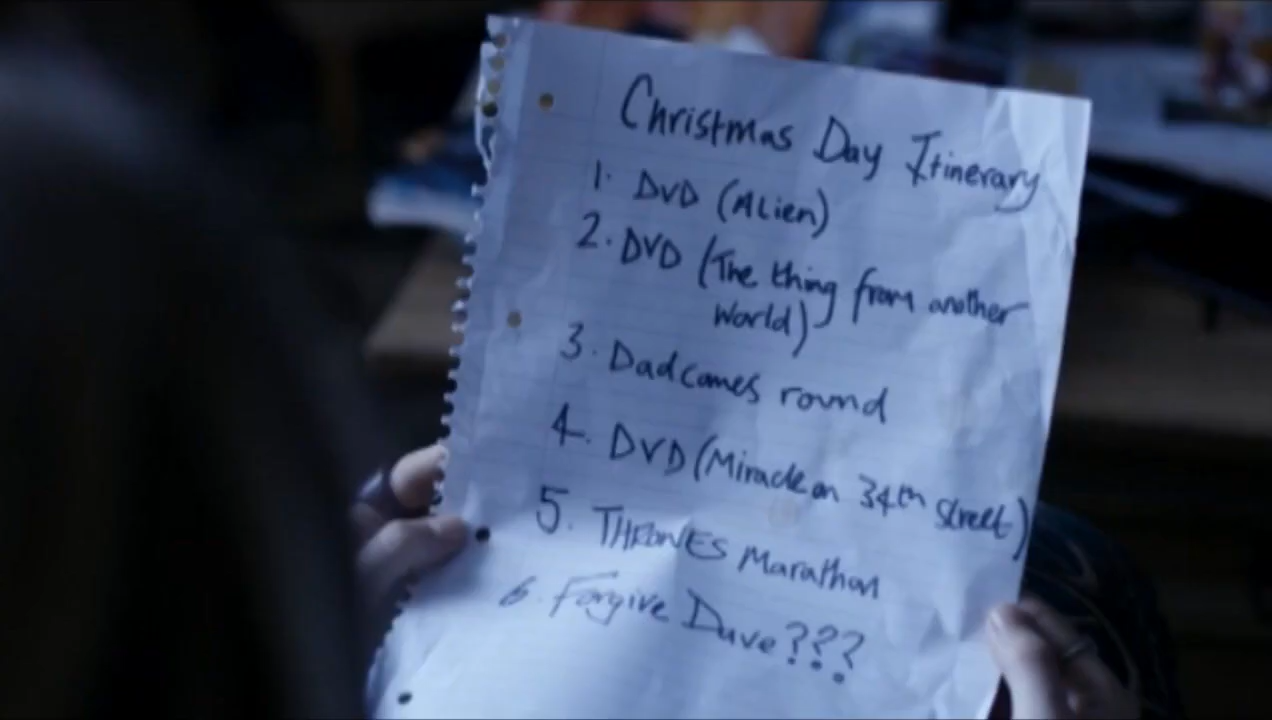 Christmas Day Itinerary
1. DVD (Alien)
2. DVD (The thing from another
World)
3. Dad comes round
4. DVD (Miracle on 34th Street)
5. THRONES Marathon
6. Forgive Dave???